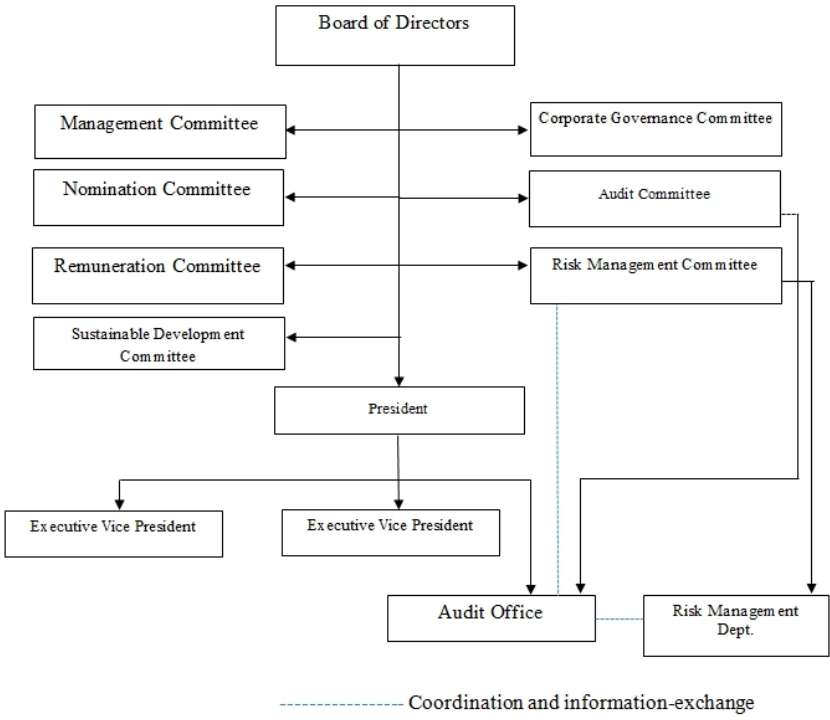 Board of Directors
Management Committee
Corporate Governance Committee
Nomination Committee
Audit Committee
Remuneration Committee
Risk Management Committee
Sustainable Development
Committee
President
Executive Vice President
Executive Vice President
Audit Office
Risk Management
Dept.
Coordination and information-exchange